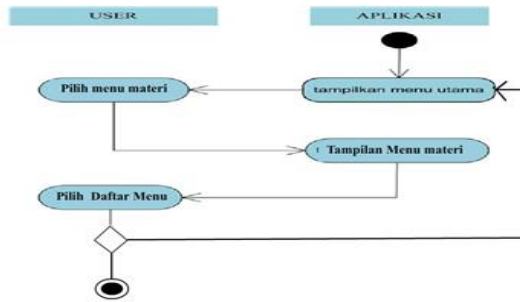 USER
APLIKASI
Pilih menu materi
tampilkan menu utama
t Tampilan Menu materi
Pilih Daftar Menu